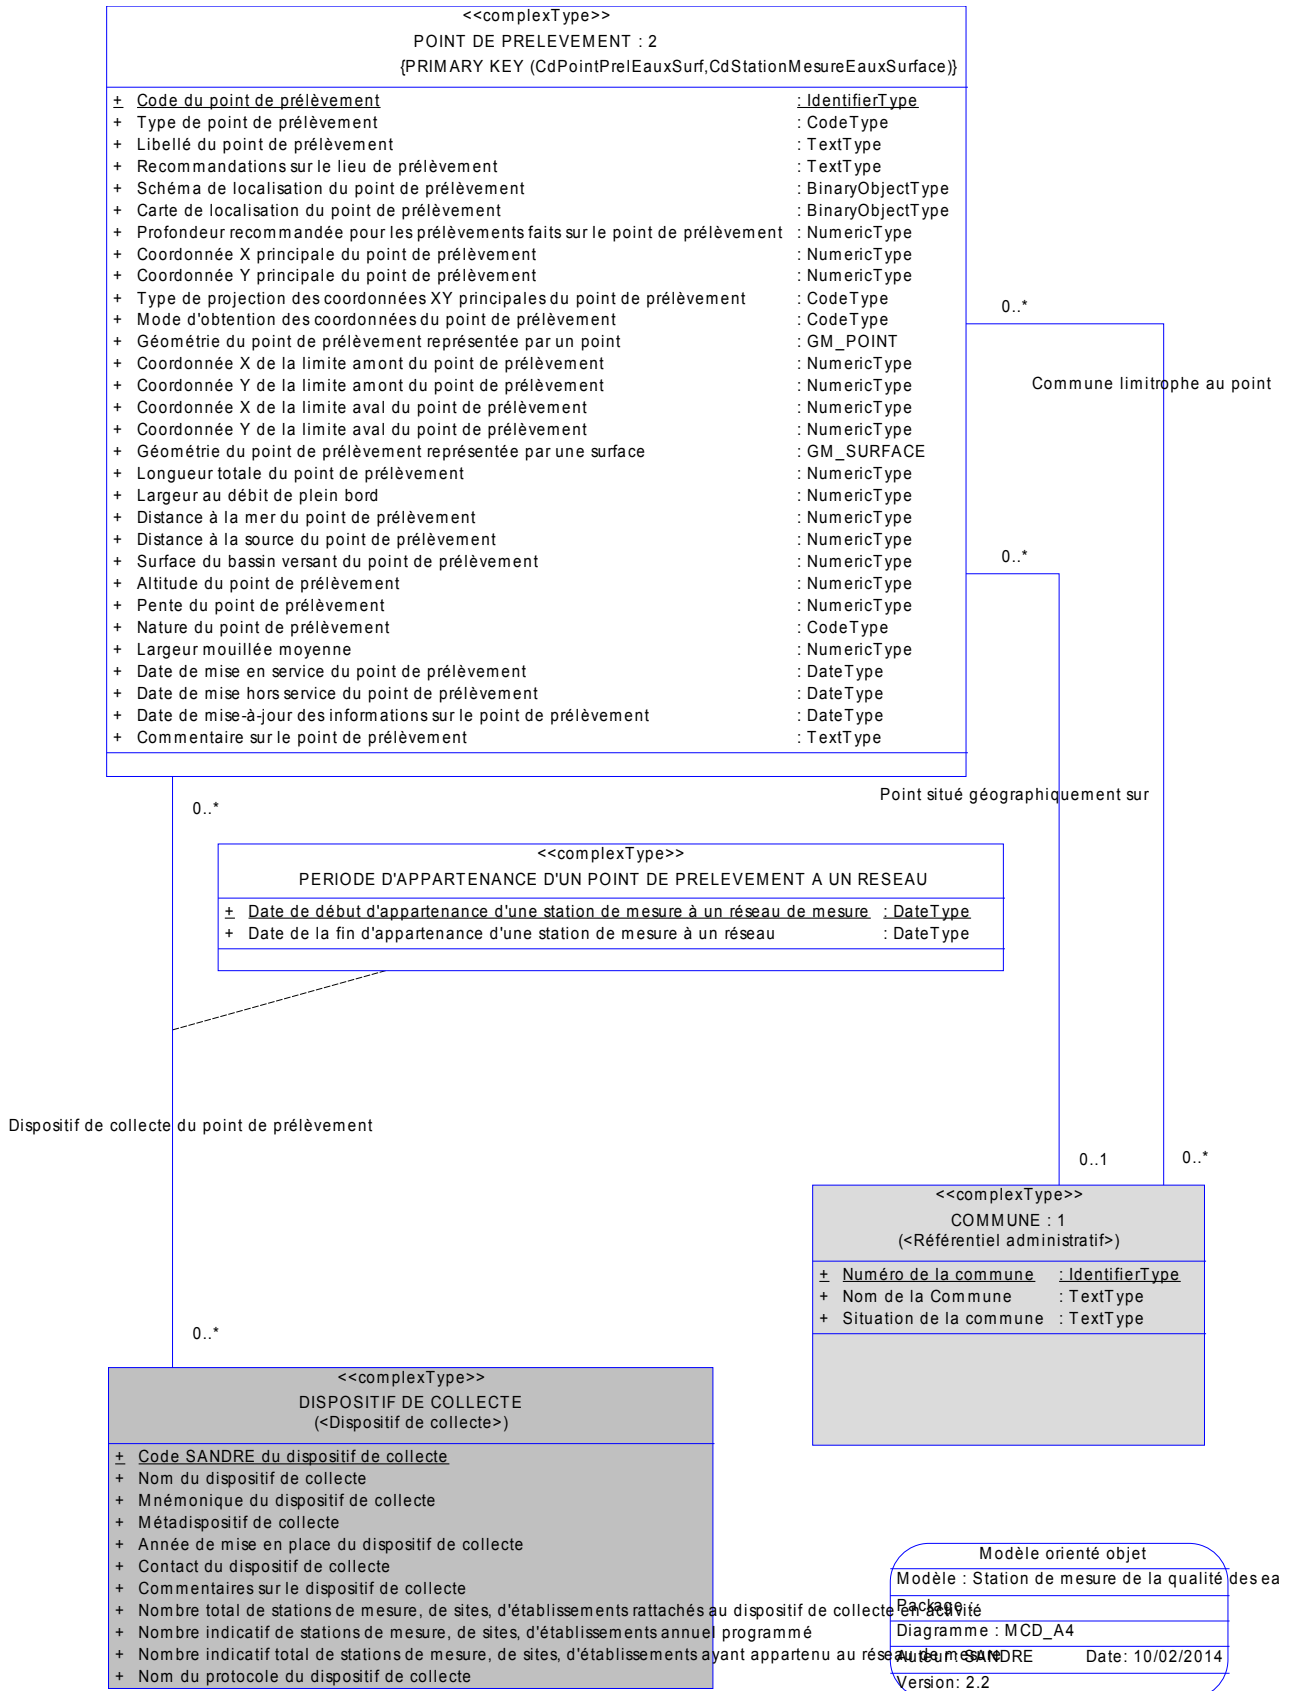 <<complexType>>
POINT DE PRELEVEMENT : 2
{PRIMARY KEY (CdPointPrelEauxSurf,CdStationMesureEauxSurface)}
+ Code du point de prélèvement : IdentifierType
+ Type de point de prélèvement : CodeType
+ Libellé du point de prélèvement : TextType
+ Recommandations sur le lieu de prélèvement : TextType
+ Schéma de localisation du point de prélèvement : BinaryObjectType
+ Carte de localisation du point de prélèvement : BinaryObjectType
+ Profondeur recommandée pour les prélèvements faits sur le point de prélèvement : NumericType
+ Coordonnée X principale du point de prélèvement : NumericType
+ Coordonnée Y principale du point de prélèvement : NumericType
+ Type de projection des coordonnées XY principales du point de prélèvement : CodeType
+ Mode d'obtention des coordonnées du point de prélèvement : CodeType
+ Géométrie du point de prélèvement représentée par un point : GM_POINT
+ Coordonnée X de la limite amont du point de prélèvement : NumericType
+ Coordonnée Y de la limite amont du point de prélèvement : NumericType
+ Coordonnée X de la limite aval du point de prélèvement : NumericType
+ Coordonnée Y de la limite aval du point de prélèvement : NumericType
+ Géométrie du point de prélèvement représentée par une surface : GM_SURFACE
+ Longueur totale du point de prélèvement : NumericType
+ Largeur au débit de plein bord : NumericType
+ Distance à la mer du point de prélèvement : NumericType
+ Distance à la source du point de prélèvement : NumericType
+ Surface du bassin versant du point de prélèvement : NumericType
+ Altitude du point de prélèvement : NumericType
+ Pente du point de prélèvement : NumericType
+ Nature du point de prélèvement : CodeType
+ Largeur mouillée moyenne : NumericType
+ Date de mise en service du point de prélèvement : DateType
+ Date de mise hors service du point de prélèvement : DateType
+ Date de mise-à-jour des informations sur le point de prélèvement : DateType
+ Commentaire sur le point de prélèvement : TextType
0..*
Commune limitrophe au point
0..*
Point situé géographiquement sur
0..*
<<complexType>>
PERIODE D'APPARTENANCE D'UN POINT DE PRELEVEMENT A UN RESEAU
+ Date de début d'appartenance d'une station de mesure à un réseau de mesure : DateType
+ Date de la fin d'appartenance d'une station de mesure à un réseau : DateType
Dispositif de collecte du point de prélèvement
0..1
0..*
<<complexType>>
COMMUNE : 1
(<Référentiel administratif>)
+ Numéro de la commune : IdentifierType
+ Nom de la Commune : TextType
+ Situation de la commune : TextType
0..*
<<complexType>>
DISPOSITIF DE COLLECTE
(<Dispositif de collecte>)
+ Code SANDRE du dispositif de collecte
+ Nom du dispositif de collecte
+ Mnémonique du dispositif de collecte
+ Métadispositif de collecte
+ Année de mise en place du dispositif de collecte
+ Contact du dispositif de collecte
+ Commentaires sur le dispositif de collecte
+ Nombre total de stations de mesure, de sites, d'établissements rattachés au dispositif de collecte en activité
+ Nombre indicatif de stations de mesure, de sites, d'établissements annuel programmé
+ Nombre indicatif total de stations de mesure, de sites, d'établissements ayant appartenu au réseau de mesure
+ Nom du protocole du dispositif de collecte
Modèle orienté objet
Modèle : Station de mesure de la qualité des ea
Package :
Diagramme : MCD_A4
Auteur : SANDRE Date: 10/02/2014
Version: 2.2